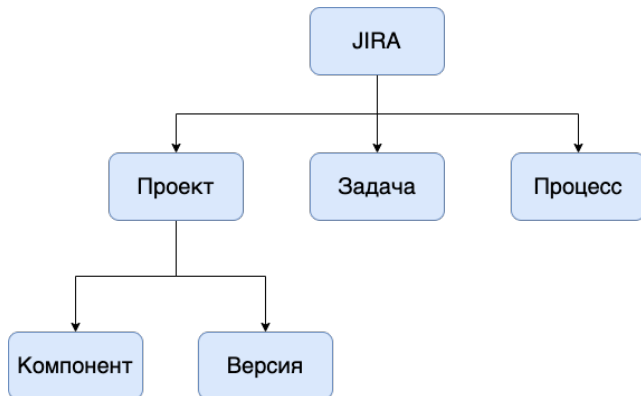 JIRA
Проект
Задача
Процесс
Компонент
Версия